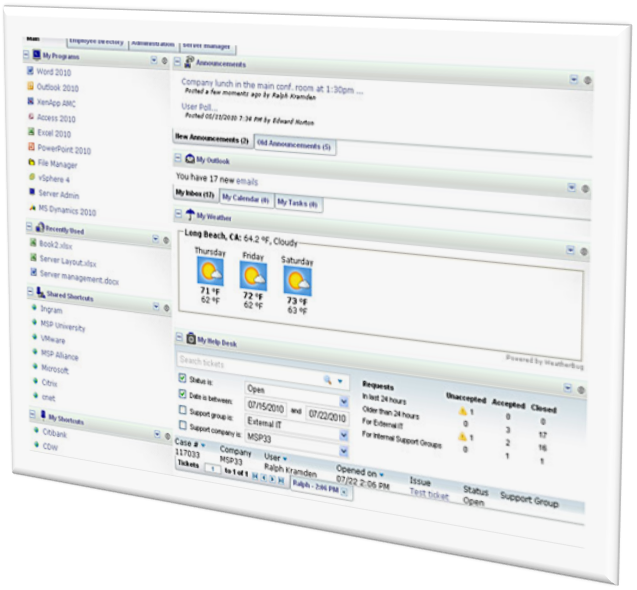 Main
Employee Directory
Administration
Server Manager
My Programs
Word 2010
Outlook 2010
XenApp AMC
Access 2010
Excel 2010
PowerPoint 2010
File Manager
vSphere 4
Server Admin
MS Dynamics 2010
Recently Used
Book2.xlsx
Server Layout.xlsx
Server management.docx
Shared Shortcuts
Ingram
MSP University
VMware
MSP Alliance
Microsoft
Citrix
onet
My Shortcuts
Citibank
CDW
Announcements
Company lunch in the main conf. room at 1:30pm ...
Posted a few moments ago by Ralph Kramden
User Poll...
Posted 05/13/2010 7:34 PM by Edward Norton
New Announcements (2) Old Announcements (5)
My Outlook
You have 17 new emails
My Inbox (17) My Calendar (0) My Tasks (0)
My Weather
Long Beach, CA: 64.2 °F, Cloudy
Thursday Friday Saturday
71 °F 72 °F 73 °F
62 °F 62 °F 63 °F
Powered by WeatherBug
My Help Desk
Search tickets
Status is: Open
Date is between: 07/15/2010 and 07/22/2010
Support group is: External IT
Support company is: MSP33
Requests Unaccepted Accepted Closed
In last 24 hours 1 0 0
Older than 24 hours 0 3 17
For External IT 1 2 16
For Internal Support Groups 0 1 1
Case # Company User Opened on Issue Status Support Group
117033 MSP33 Ralph Kramden 07/22 2:06 PM Test ticket Open
Tickets 1 to 1 of 1 Ralph - 2:06 PM